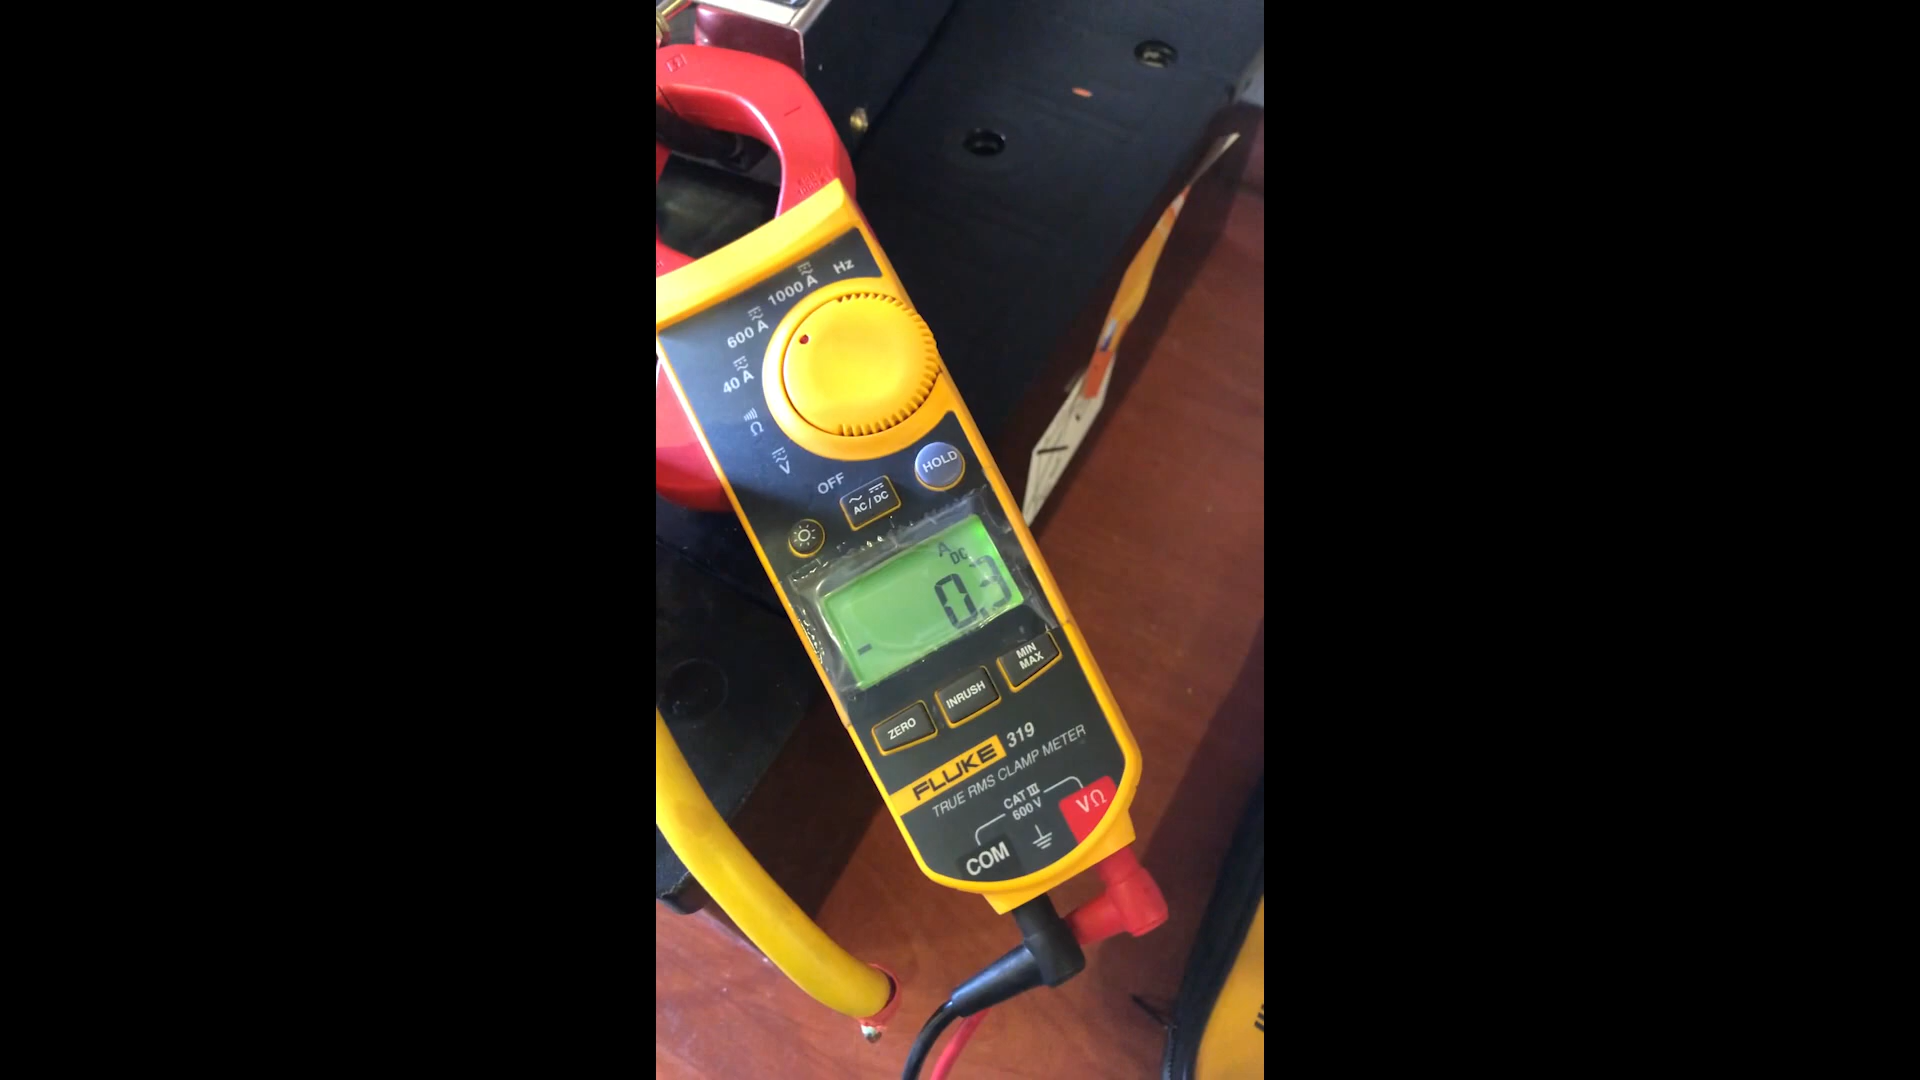 Hz
1000 A
600 A
40 A
Ω
V
OFF
HOLD
AC / DC
A
DC
- 0.3
MIN
MAX
INRUSH
ZERO
FLUKE 319
TRUE RMS CLAMP METER
CAT III
600 V
VΩ
COM